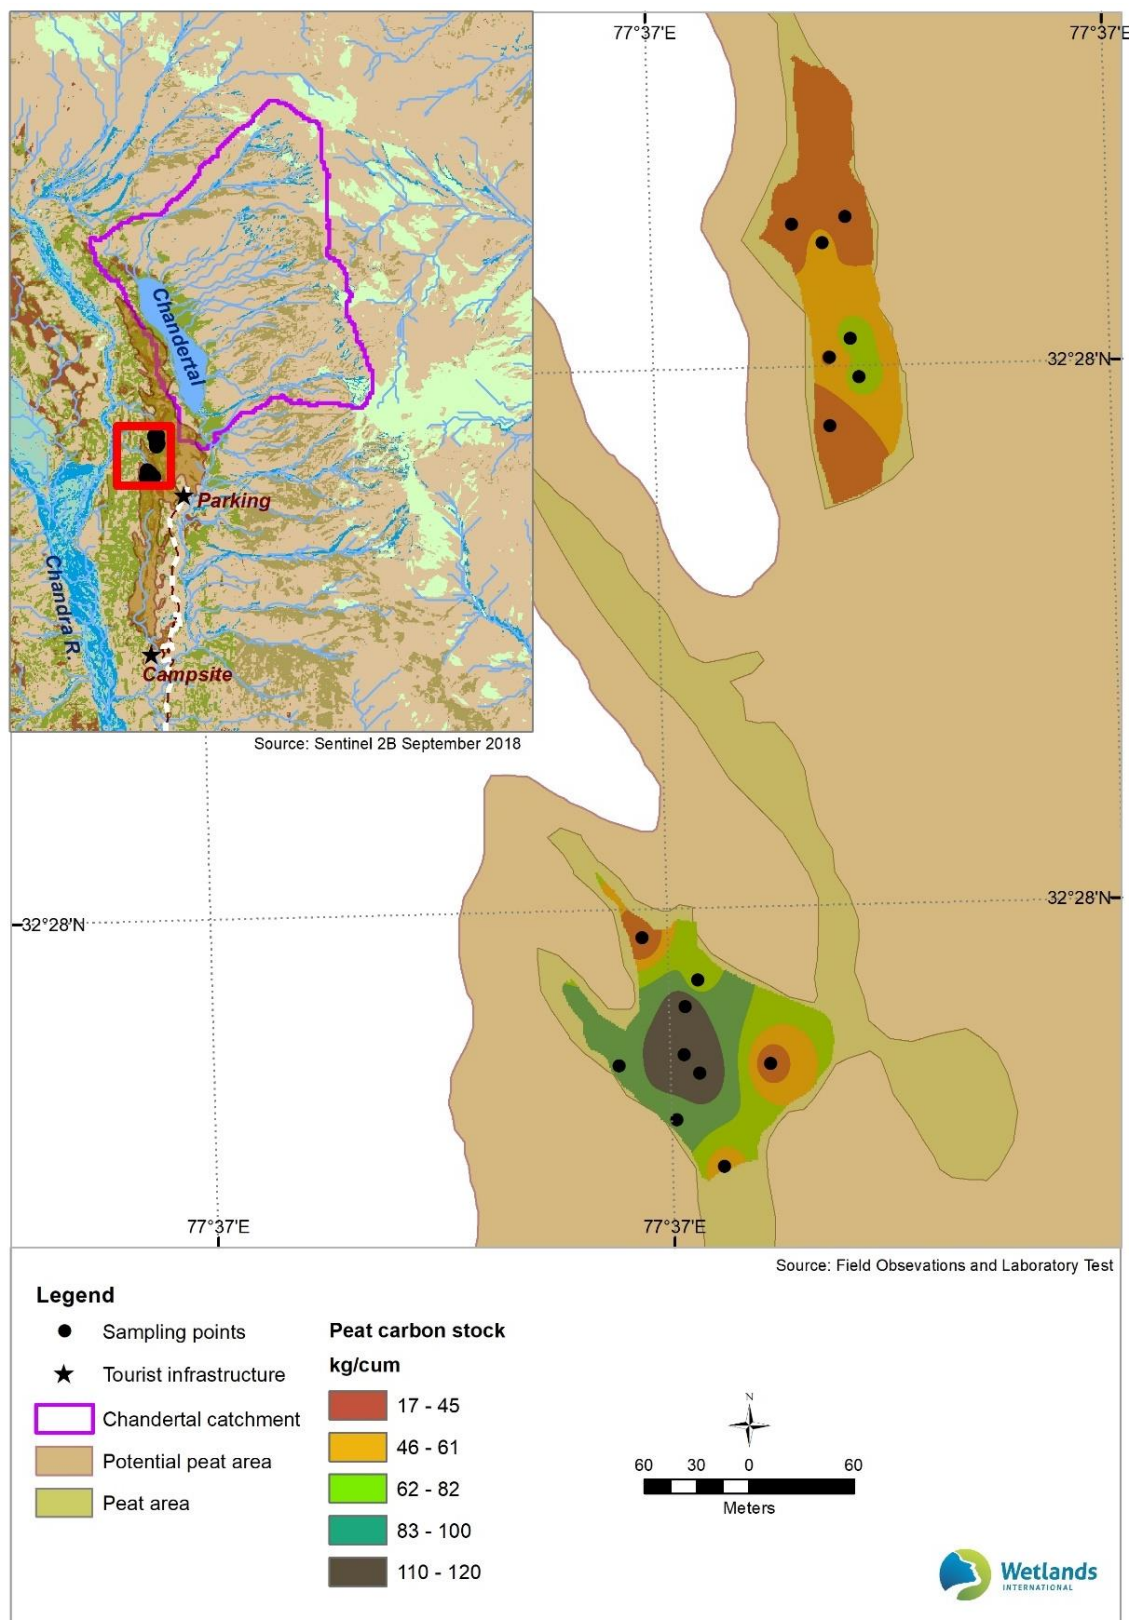 77°37'E
77°37'E
Chandertal
Parking
Chandra R.
Campsite
Source: Sentinel 2B September 2018
32°28'N
32°28'N
32°28'N
77°37'E
77°37'E
Source: Field Obsevations and Laboratory Test
Legend
Sampling points
Tourist infrastructure
Chandertal catchment
Potential peat area
Peat area
Peat carbon stock
kg/cum
17 - 45
46 - 61
62 - 82
83 - 100
110 - 120
N
60 30 0 60
Meters
Wetlands
INTERNATIONAL